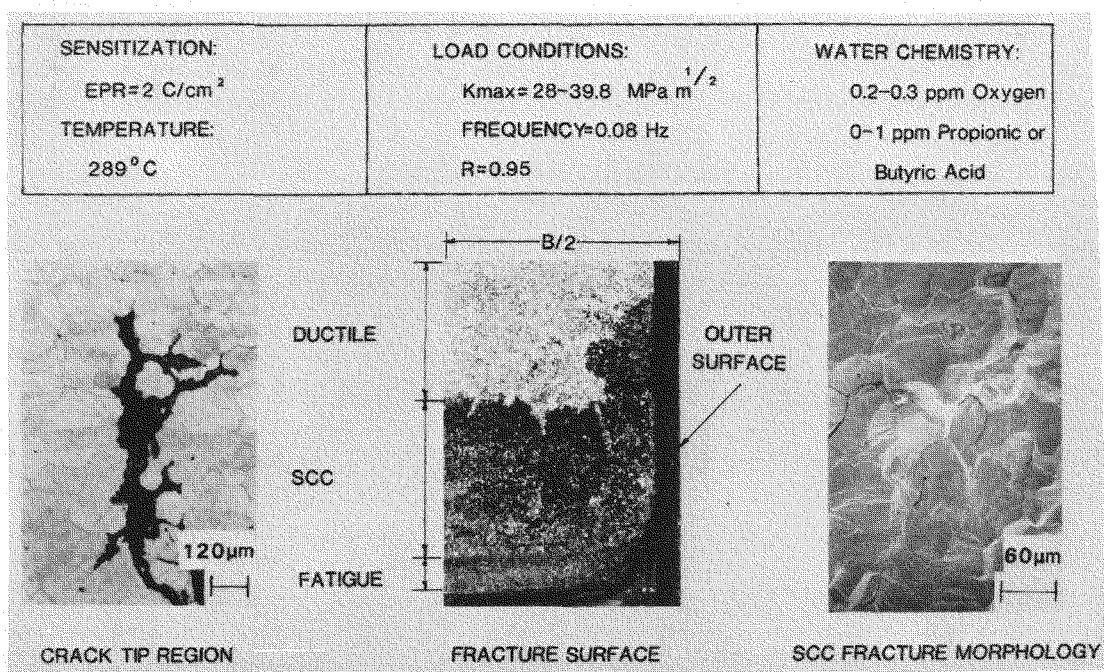 SENSITIZATION:
EPR=2 C/cm²
TEMPERATURE:
289⁰C
LOAD CONDITIONS:
Kmax=28-39.8 MPa m^1/2
FREQUENCY=0.08 Hz
R=0.95
WATER CHEMISTRY:
0.2-0.3 ppm Oxygen
0-1 ppm Propionic or
Butyric Acid
B/2
DUCTILE
SCC
FATIGUE
OUTER
SURFACE
120μm
60μm
CRACK TIP REGION
FRACTURE SURFACE
SCC FRACTURE MORPHOLOGY